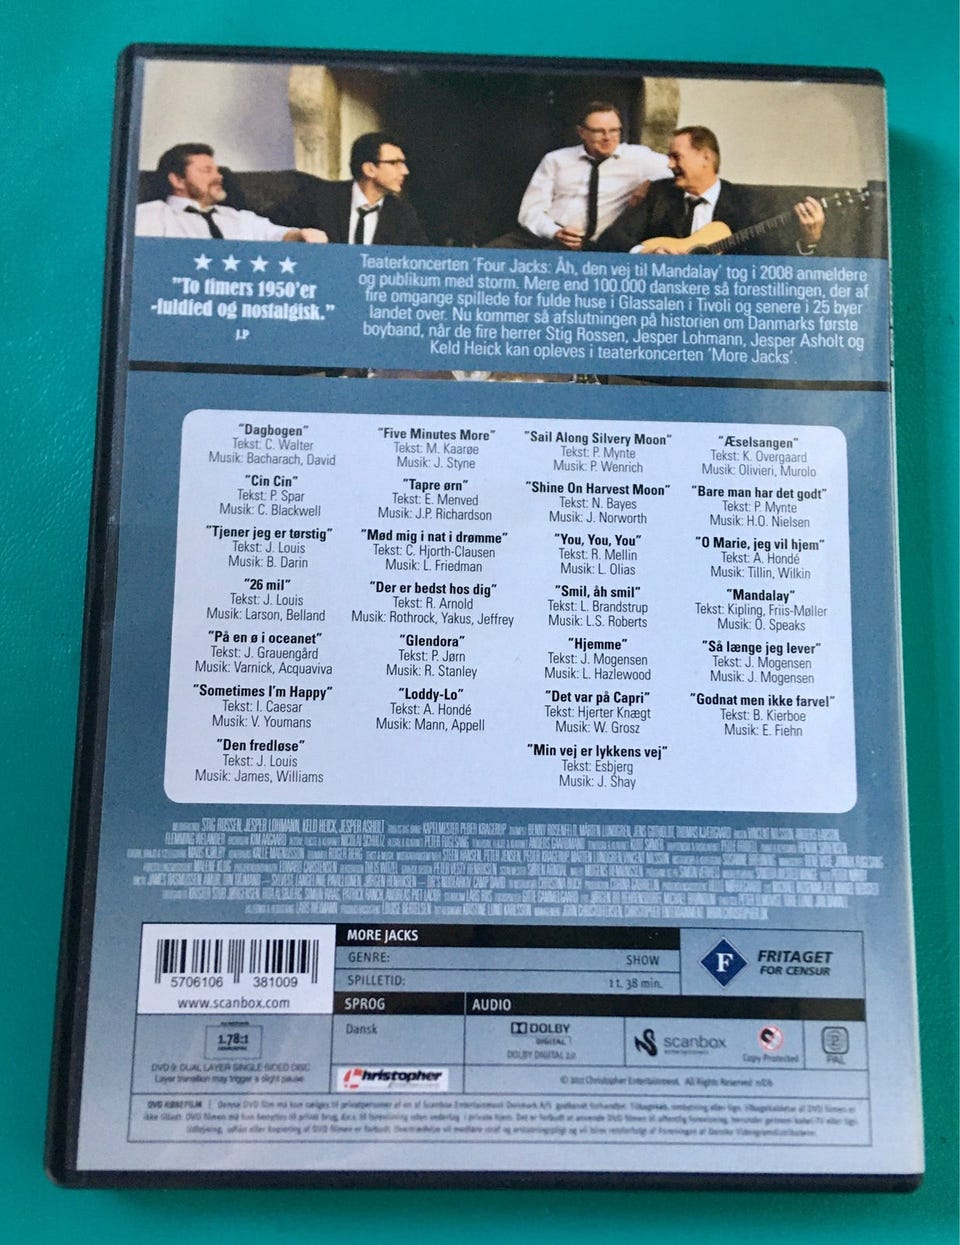 ★ ★ ★ ★
"To timers 1950'er
-fuldfed og nostalgisk."
J.P
Teaterkoncerten 'Four Jacks: Åh, den vej til Mandalay' tog i 2008 anmeldere
og publikum med storm. Mere end 100.000 danskere så forestillingen, der af
fire omgange spillede for fulde huse i Glassalen i Tivoli og senere i 25 byer
landet over. Nu kommer så afslutningen på historien om Danmarks første
boyband, når de fire herrer Stig Rossen, Jesper Lohmann, Jesper Asholt og
Keld Heick kan opleves i teaterkoncerten 'More Jacks'.
"Dagbogen"
Tekst: C. Walter
Musik: Bacharach, David
"Cin Cin"
Tekst: P. Spar
Musik: C. Blackwell
"Tjener jeg er tørstig"
Tekst: J. Louis
Musik: B. Darin
"26 mil"
Tekst: J. Louis
Musik: Larson, Belland
"På en ø i oceanet"
Tekst: J. Grauengård
Musik: Varnick, Acquaviva
"Sometimes I'm Happy"
Tekst: I. Caesar
Musik: V. Youmans
"Den fredløse"
Tekst: J. Louis
Musik: James, Williams
"Five Minutes More"
Tekst: M. Kaarøe
Musik: J. Styne
"Tapre ørn"
Tekst: E. Menved
Musik: J.P. Richardson
"Mød mig i nat i drømme"
Tekst: C. Hjorth-Clausen
Musik: L. Friedman
"Der er bedst hos dig"
Tekst: R. Arnold
Musik: Rothrock, Yakus, Jeffrey
"Glendora"
Tekst: P. Jørn
Musik: R. Stanley
"Loddy-Lo"
Tekst: A. Hondé
Musik: Mann, Appell
"Sail Along Silvery Moon"
Tekst: P. Mynte
Musik: P. Wenrich
"Shine On Harvest Moon"
Tekst: N. Bayes
Musik: J. Norworth
"You, You, You"
Tekst: R. Mellin
Musik: L. Olias
"Smil, åh smil"
Tekst: L. Brandstrup
Musik: L.S. Roberts
"Hjemme"
Tekst: J. Mogensen
Musik: L. Hazlewood
"Det var på Capri"
Tekst: Hjerter Knægt
Musik: W. Grosz
"Min vej er lykkens vej"
Tekst: Esbjerg
Musik: J. Shay
"Æselsangen"
Tekst: K. Overgaard
Musik: Olivieri, Murolo
"Bare man har det godt"
Tekst: P. Mynte
Musik: H.O. Nielsen
"O Marie, jeg vil hjem"
Tekst: A. Hondé
Musik: Tillin, Wilkin
"Mandalay"
Tekst: Kipling, Friis-Møller
Musik: O. Speaks
"Så længe jeg lever"
Tekst: J. Mogensen
Musik: J. Mogensen
"Godnat men ikke farvel"
Tekst: B. Kierboe
Musik: E. Fiehn
STIG ROSSEN, JESPER LOHMANN, KELD HEICK, JESPER ASHOLT
5706106 381009
www.scanbox.com
MORE JACKS
GENRE: SHOW
SPILLETID: 1 t. 38 min.
F
FRITAGET
FOR CENSUR
SPROG
Dansk
AUDIO
DOLBY
DIGITAL
DOLBY DIGITAL 2.0
scanbox
entertainment
Copy Protected
PAL
1.78:1
DVD 9: DUAL LAYER SINGLE SIDED DISC
Layer transition may trigger a slight pause
Christopher
Christopher Entertainment. All Rights Reserved